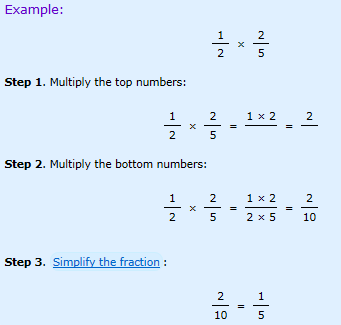 Example:
1/2 × 2/5
Step 1. Multiply the top numbers:
1/2 × 2/5 = 1 × 2/ = 2/
Step 2. Multiply the bottom numbers:
1/2 × 2/5 = 1 × 2/2 × 5 = 2/10
Step 3. Simplify the fraction :
2/10 = 1/5